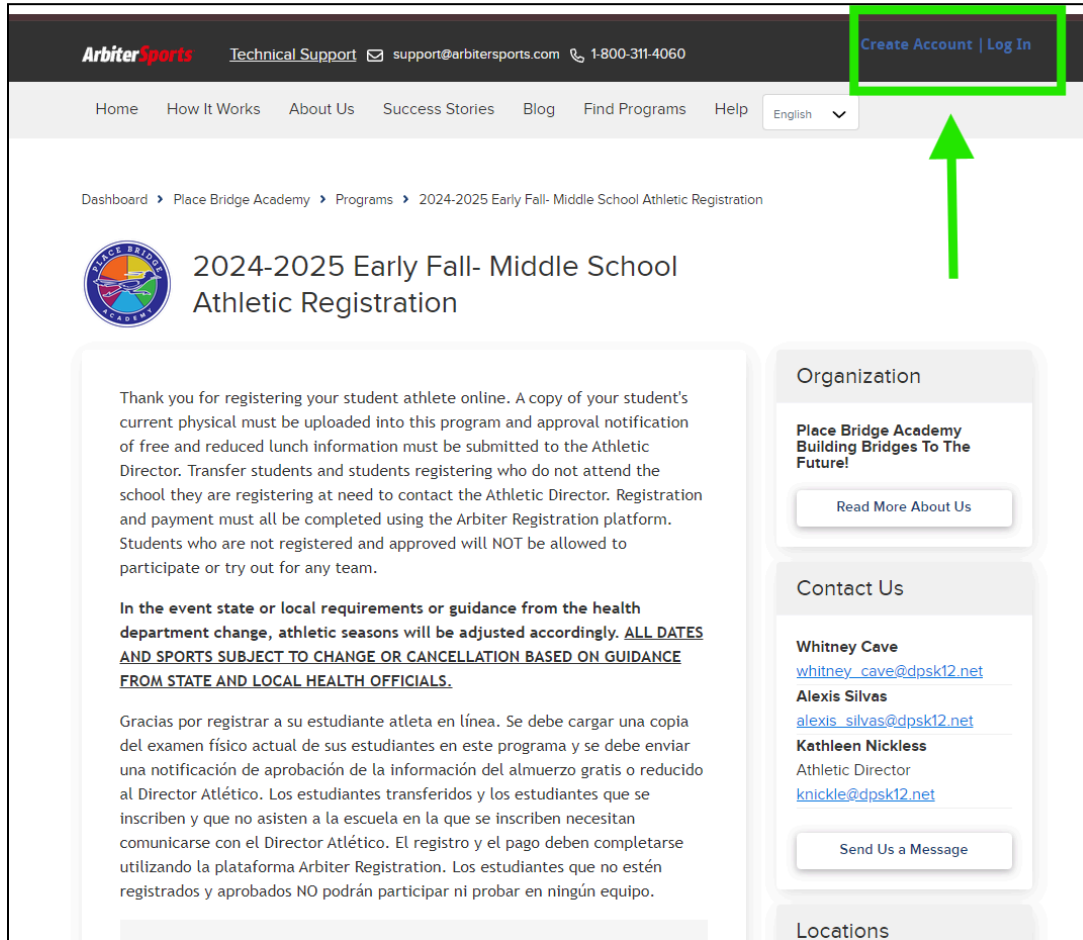 ArbiterSports Technical Support support@arbitersports.com 1-800-311-4060 Create Account | Log In
Home How It Works About Us Success Stories Blog Find Programs Help English
Dashboard > Place Bridge Academy > Programs > 2024-2025 Early Fall- Middle School Athletic Registration
PLACE BRIDGE
ACADEMY
2024-2025 Early Fall- Middle School
Athletic Registration
Thank you for registering your student athlete online. A copy of your student's
current physical must be uploaded into this program and approval notification
of free and reduced lunch information must be submitted to the Athletic
Director. Transfer students and students registering who do not attend the
school they are registering at need to contact the Athletic Director. Registration
and payment must all be completed using the Arbiter Registration platform.
Students who are not registered and approved will NOT be allowed to
participate or try out for any team.
In the event state or local requirements or guidance from the health
department change, athletic seasons will be adjusted accordingly. ALL DATES
AND SPORTS SUBJECT TO CHANGE OR CANCELLATION BASED ON GUIDANCE
FROM STATE AND LOCAL HEALTH OFFICIALS.
Gracias por registrar a su estudiante atleta en línea. Se debe cargar una copia
del examen físico actual de sus estudiantes en este programa y se debe enviar
una notificación de aprobación de la información del almuerzo gratis o reducido
al Director Atlético. Los estudiantes transferidos y los estudiantes que se
inscriben y que no asisten a la escuela en la que se inscriben necesitan
comunicarse con el Director Atlético. El registro y el pago deben completarse
utilizando la plataforma Arbiter Registration. Los estudiantes que no estén
registrados y aprobados NO podrán participar ni probar en ningún equipo.
Organization
Place Bridge Academy
Building Bridges To The
Future!
Read More About Us
Contact Us
Whitney Cave
whitney_cave@dpsk12.net
Alexis Silvas
alexis_silvas@dpsk12.net
Kathleen Nickless
Athletic Director
knickle@dpsk12.net
Send Us a Message
Locations